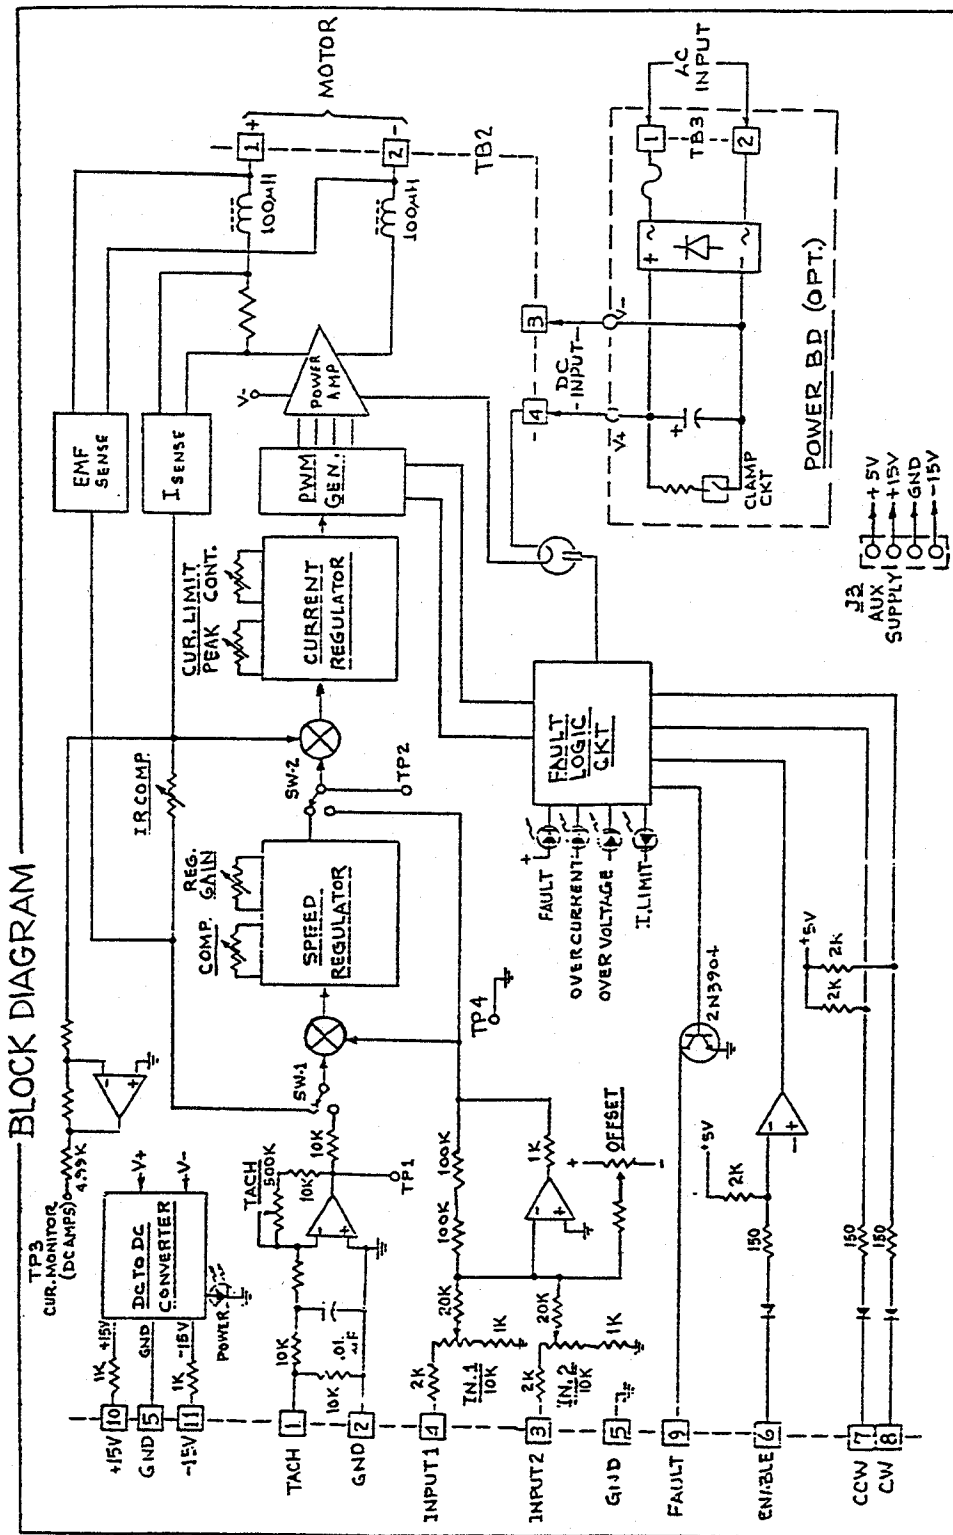 BLOCK DIAGRAM
TP3
CUR. MONITOR
(DC AMPS)
4.99K
+15V
10
1K
+15V
GND
5
GND
-15V
11
1K
-15V
DC TO DC
CONVERTER
V+
V-
POWER
TACH
1
10K
10K
.01
µF
GND
2
TACH
500K
10K
10K
TP1
SW-1
IR COMP.
COMP.
REG.
GAIN
SPEED
REGULATOR
SW-2
TP2
CUR. LIMIT
PEAK CONT.
CURRENT
REGULATOR
PWM
GEN.
V-
POWER
AMP
EMF
SENSE
I SENSE
100µH
100µH
1
+
2
-
MOTOR
TB2
INPUT 1
4
2K
IN.1
10K
1K
20K
100K
100K
INPUT 2
3
2K
IN.2
10K
1K
20K
1K
+
OFFSET
-
TP4
GND
5
FAULT
9
2N3904
ENABLE
6
150
2K
+5V
CCW
7
150
CW
8
150
+5V
2K
2K
FAULT
OVERCURRENT
OVER VOLTAGE
I. LIMIT
FAULT
LOGIC
CKT
4
3
DC
INPUT
V+
V-
CLAMP
CKT
POWER BD (OPT.)
1
TB3
2
AC
INPUT
J3
AUX
SUPPLY
+5V
+15V
GND
-15V